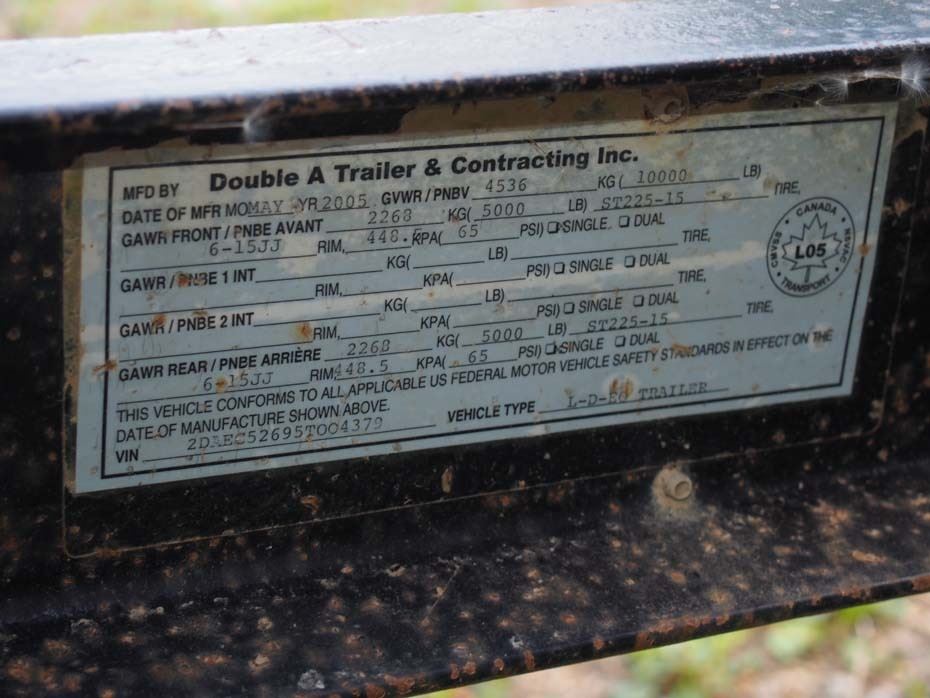 MFD BY Double A Trailer & Contracting Inc.
DATE OF MFR MO MAY YR 2005 GVWR / PNBV 4536 KG ( 10000 LB)
GAWR FRONT / PNBE AVANT 2268 KG( 5000 LB) ST225-15 TIRE,
6-15JJ RIM, 448.5 KPA( 65 PSI) SINGLE DUAL
GAWR / PNBE 1 INT KG( LB) TIRE,
RIM, KPA( PSI) SINGLE DUAL
GAWR / PNBE 2 INT KG( LB) TIRE,
RIM, KPA( PSI) SINGLE DUAL
GAWR REAR / PNBE ARRIÈRE 2268 KG( 5000 LB) ST225-15 TIRE,
6-15JJ RIM, 448.5 KPA( 65 PSI) SINGLE DUAL
THIS VEHICLE CONFORMS TO ALL APPLICABLE US FEDERAL MOTOR VEHICLE SAFETY STANDARDS IN EFFECT ON THE
DATE OF MANUFACTURE SHOWN ABOVE.
VIN VEHICLE TYPE TRAILER
CANADA
CMVSS NSVAC
L05
TRANSPORT